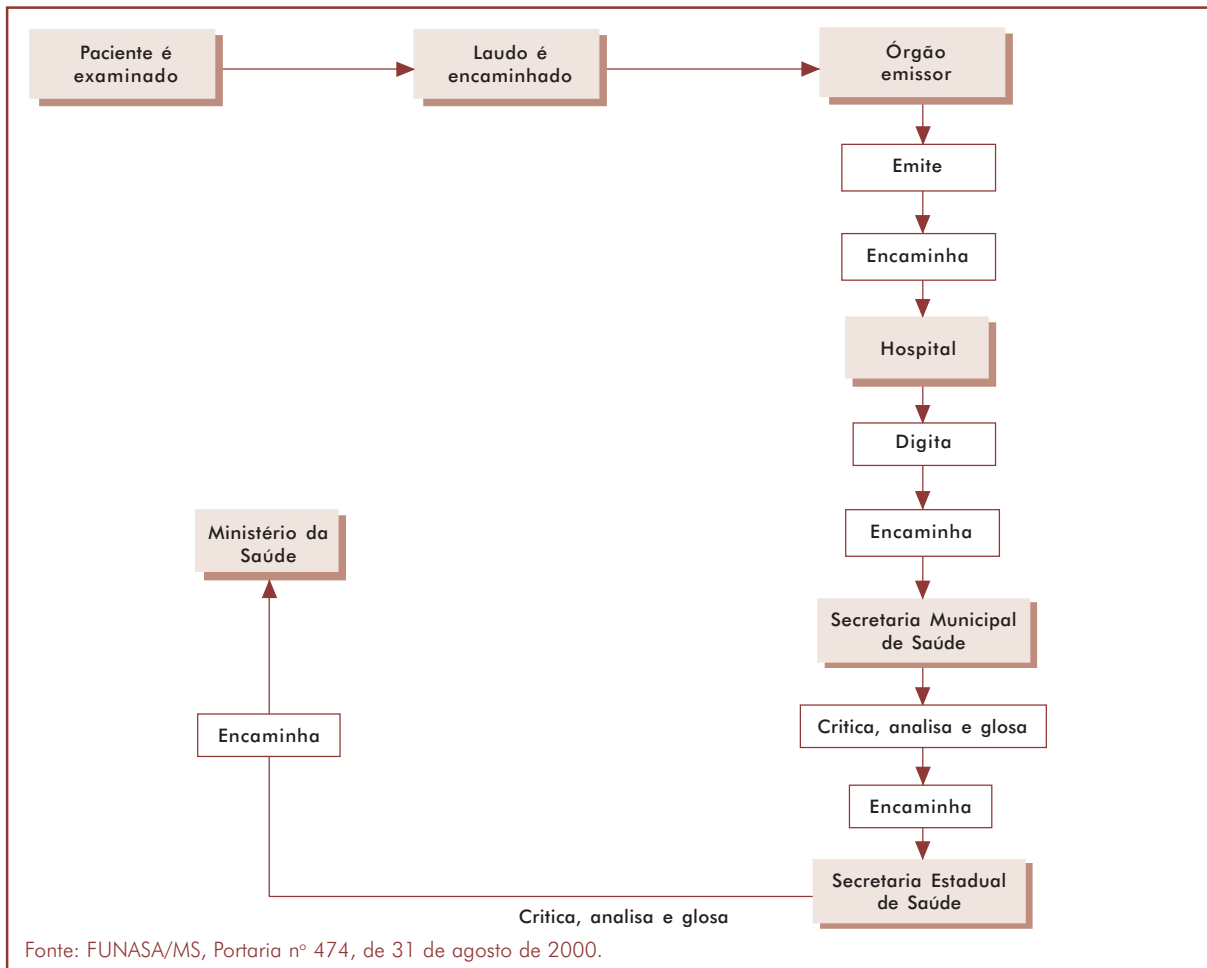 Paciente é
examinado
Laudo é
encaminhado
Órgão
emissor
Emite
Encaminha
Hospital
Digita
Encaminha
Secretaria Municipal
de Saúde
Critica, analisa e glosa
Encaminha
Secretaria Estadual
de Saúde
Critica, analisa e glosa
Encaminha
Ministério da
Saúde
Fonte: FUNASA/MS, Portaria nº 474, de 31 de agosto de 2000.